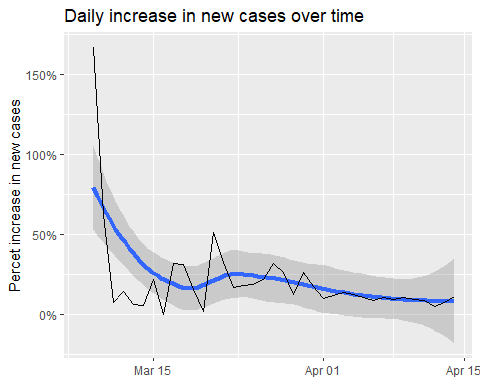 Daily increase in new cases over time
Percet increase in new cases
150%
100%
50%
0%
Mar 15
Apr 01
Apr 15